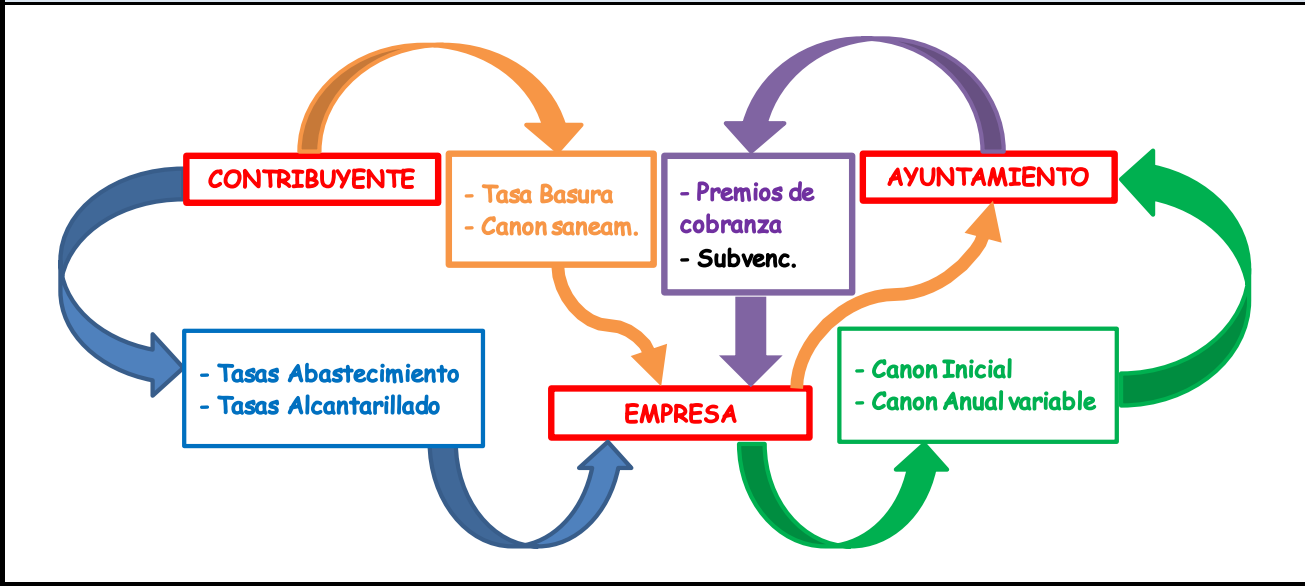 CONTRIBUYENTE
- Tasa Basura
- Canon saneam.
- Premios de
cobranza
- Subvenc.
AYUNTAMIENTO
- Tasas Abastecimiento
- Tasas Alcantarillado
EMPRESA
- Canon Inicial
- Canon Anual variable